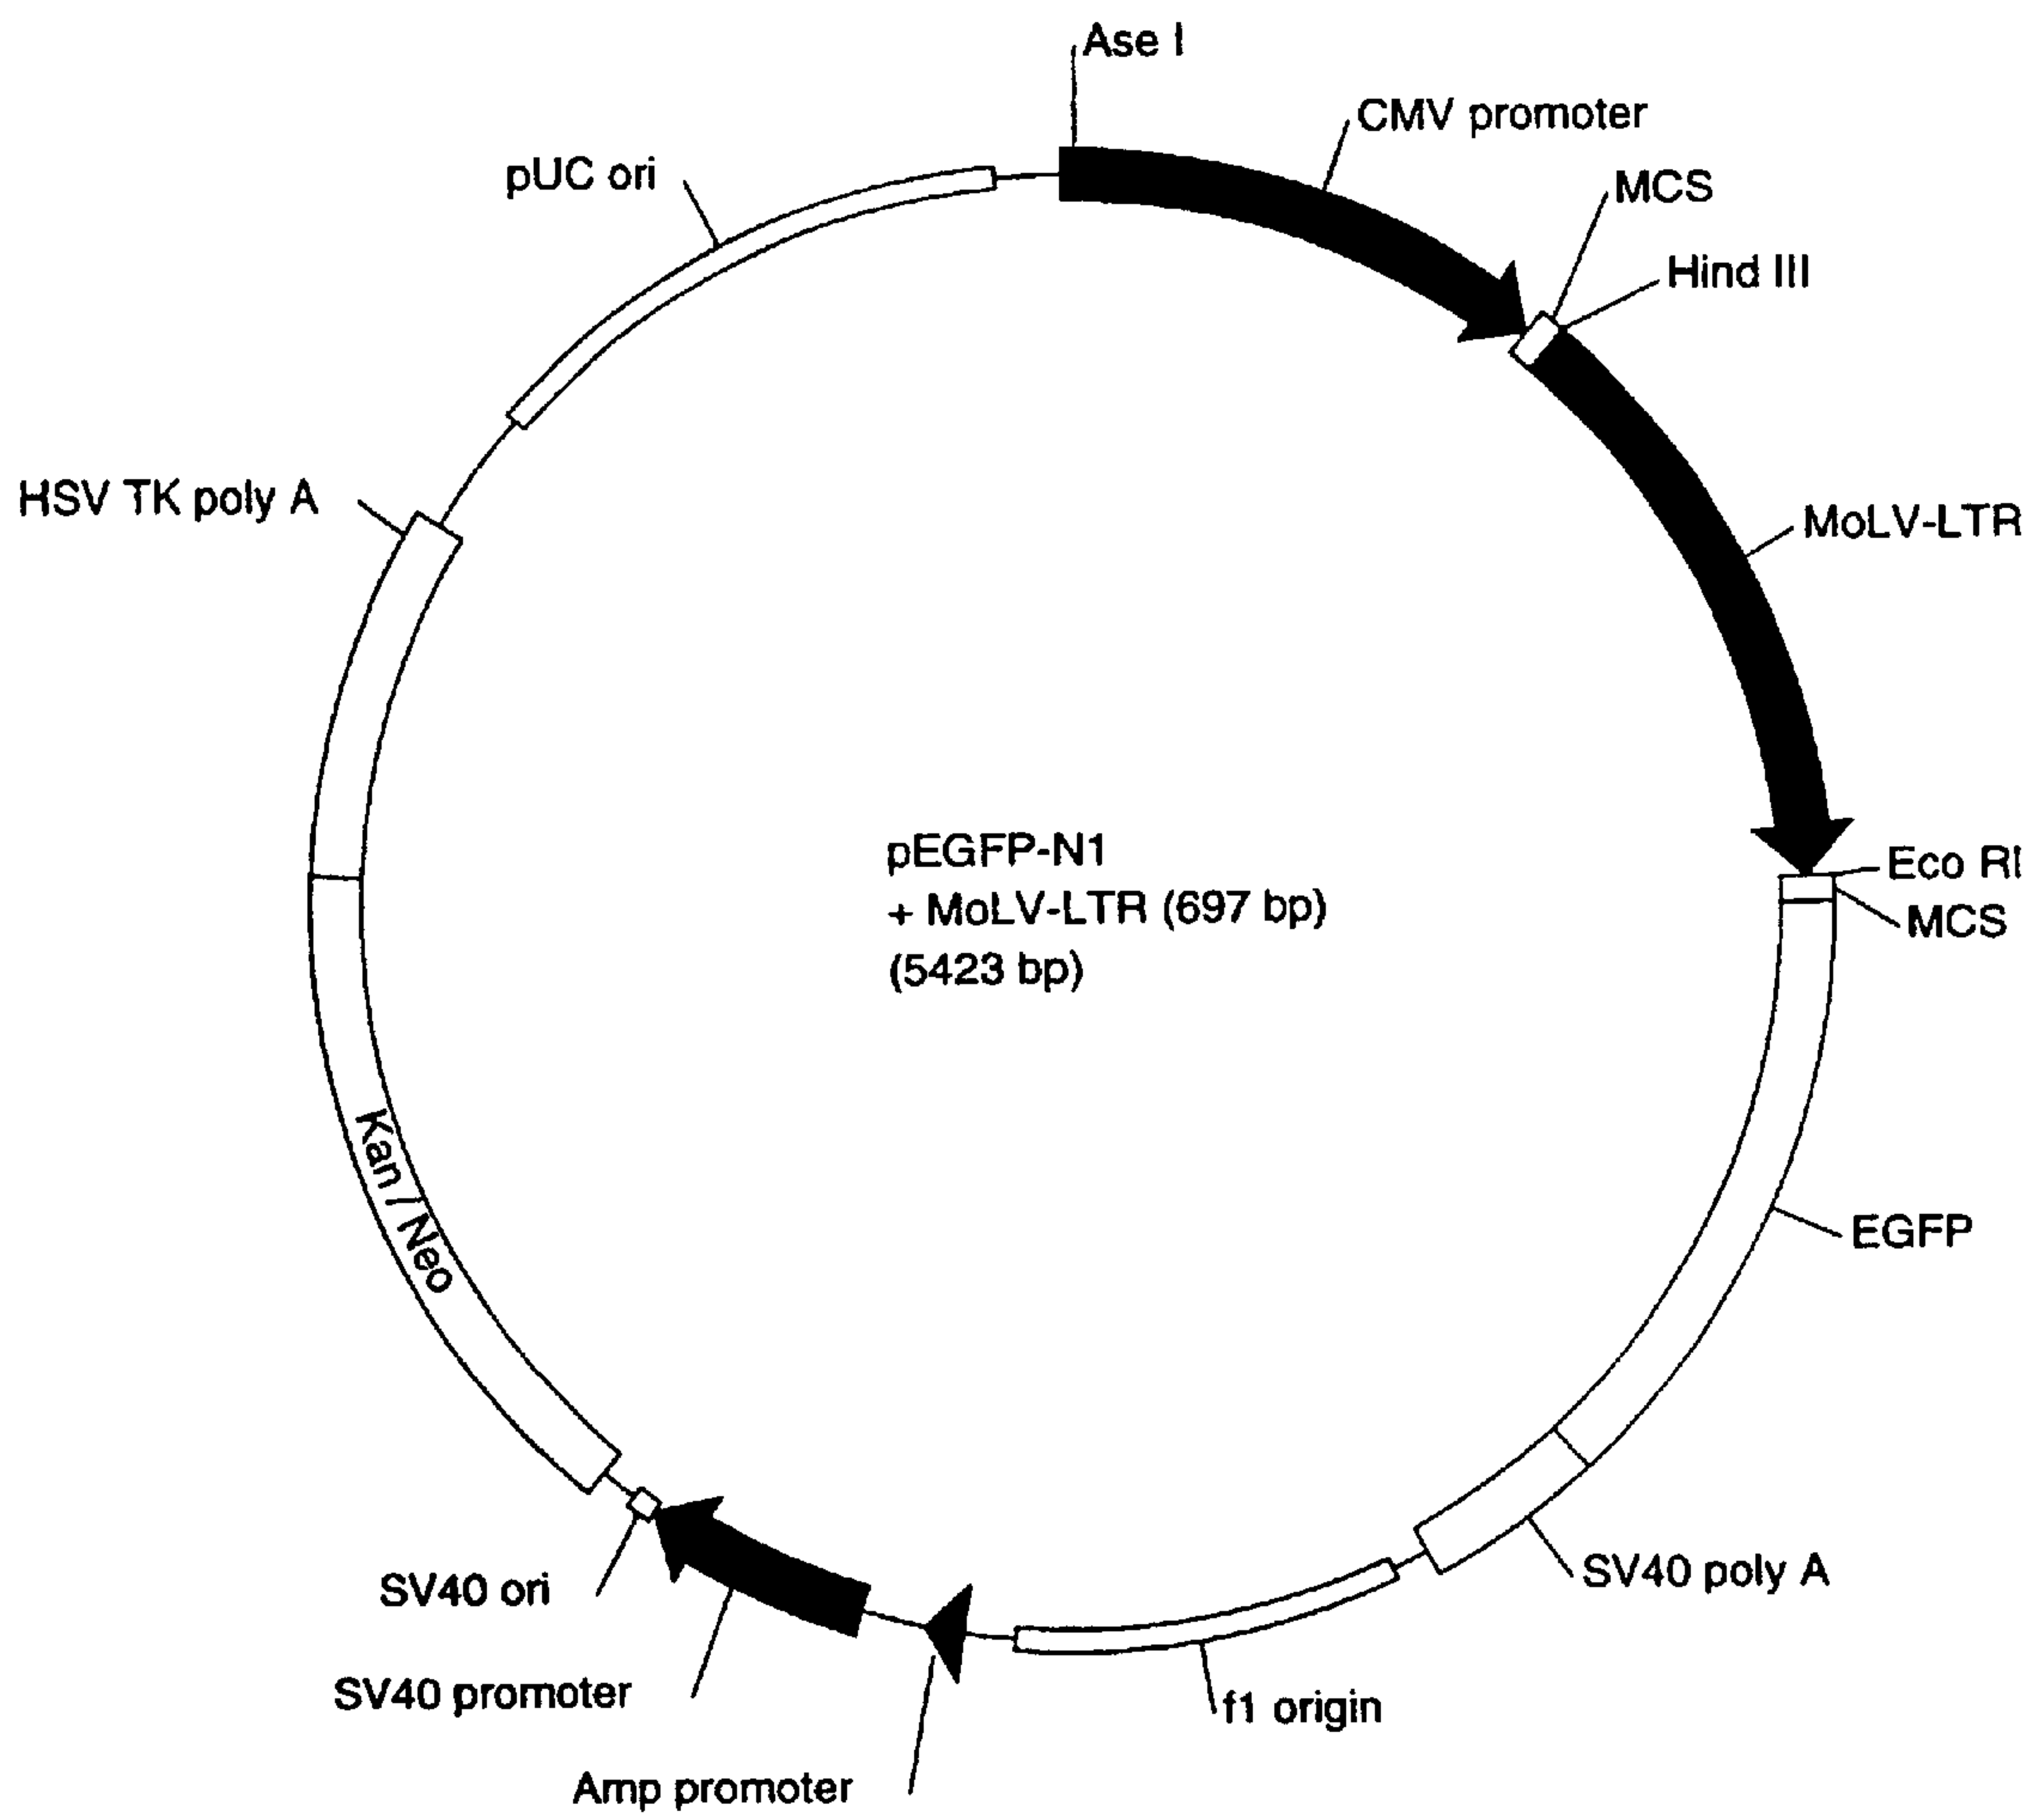 Ase I
CMV promoter
MCS
Hind III
MoLV-LTR
Eco RI
MCS
EGFP
SV40 poly A
f1 origin
Amp promoter
SV40 promoter
SV40 ori
Kan / Neo
HSV TK poly A
pUC ori
pEGFP-N1
+ MoLV-LTR (697 bp)
(5423 bp)